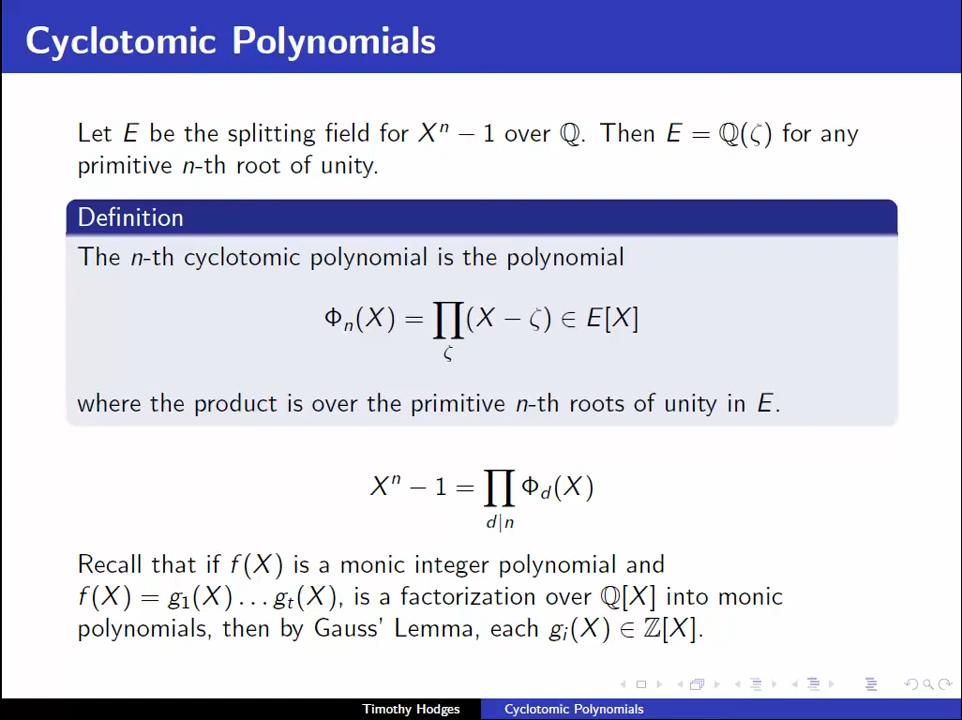 Cyclotomic Polynomials
Let E be the splitting field for Xⁿ − 1 over ℚ. Then E = ℚ(ζ) for any
primitive n-th root of unity.
Definition
The n-th cyclotomic polynomial is the polynomial
Φₙ(X) = ∏(X − ζ) ∈ E[X]
ζ
where the product is over the primitive n-th roots of unity in E.
Xⁿ − 1 = ∏ Φ_d(X)
d|n
Recall that if f(X) is a monic integer polynomial and
f(X) = g₁(X) . . . gₜ(X), is a factorization over ℚ[X] into monic
polynomials, then by Gauss' Lemma, each gᵢ(X) ∈ ℤ[X].
Timothy Hodges Cyclotomic Polynomials